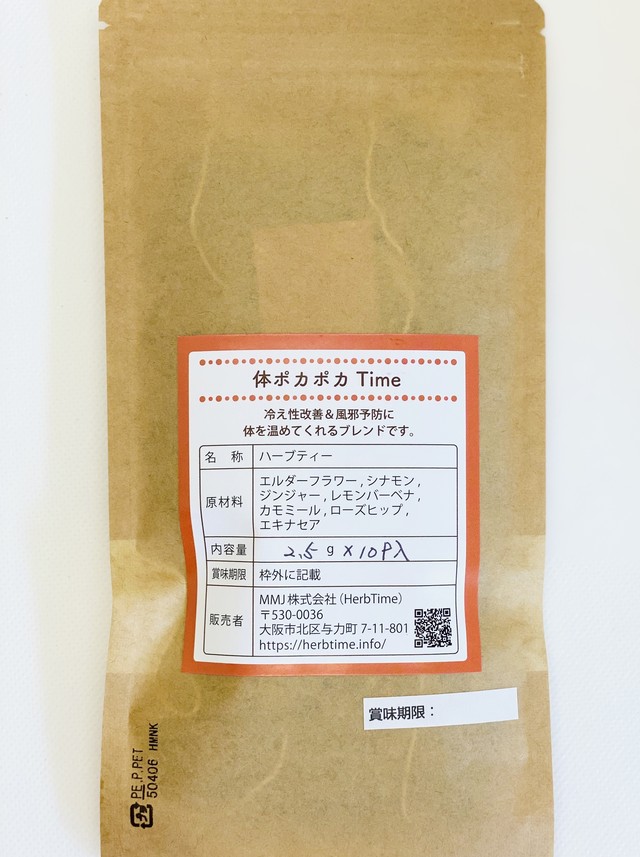 体ポカポカ Time
冷え性改善＆風邪予防に
体を温めてくれるブレンドです。
名　称 ハーブティー
原材料 エルダーフラワー , シナモン ,
ジンジャー , レモンバーベナ ,
カモミール , ローズヒップ ,
エキナセア
内容量 2.5 g x 10P入
賞味期限 枠外に記載
販売者 MMJ 株式会社（HerbTime）
〒530-0036
大阪市北区与力町 7-11-801
https://herbtime.info/
賞味期限：
PE,P,PET
50406 HMNK